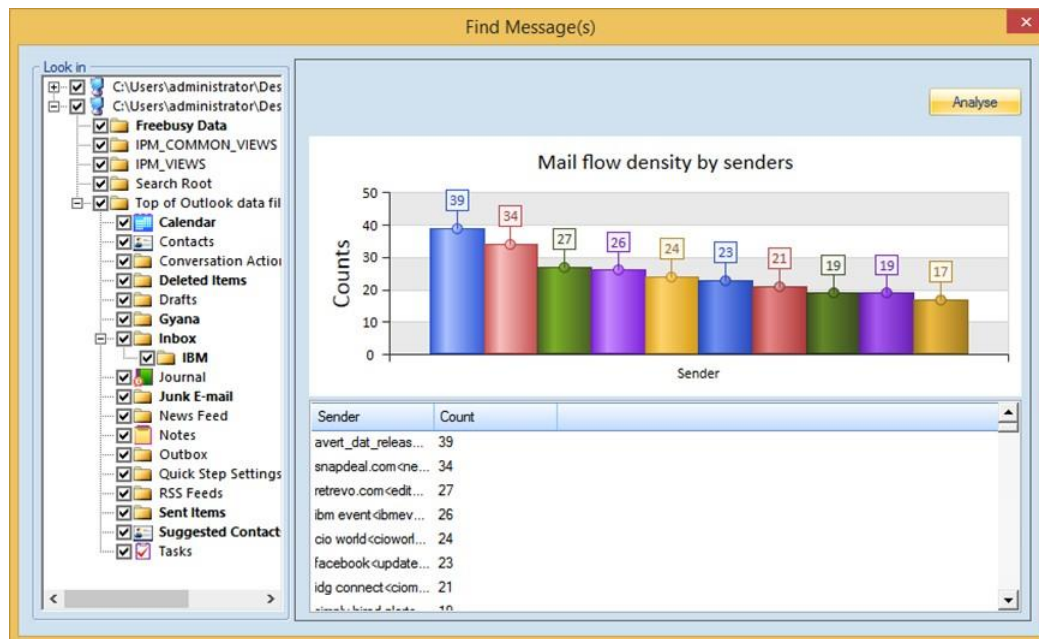 Find Message(s)
Look in
C:\Users\administrator\Des
C:\Users\administrator\Des
Freebusy Data
IPM_COMMON_VIEWS
IPM_VIEWS
Search Root
Top of Outlook data fil
Calendar
Contacts
Conversation Action
Deleted Items
Drafts
Gyana
Inbox
IBM
Journal
Junk E-mail
News Feed
Notes
Outbox
Quick Step Settings
RSS Feeds
Sent Items
Suggested Contact
Tasks
Analyse
Mail flow density by senders
Counts
50
40
30
20
10
0
39
34
27
26
24
23
21
19
19
17
Sender
Sender Count
avert_dat_releas... 39
snapdeal.com<ne... 34
retrevo.com<edit... 27
ibm event<ibmev... 26
cio world<cioworl... 24
facebook<update... 23
idg connect<ciom... 21